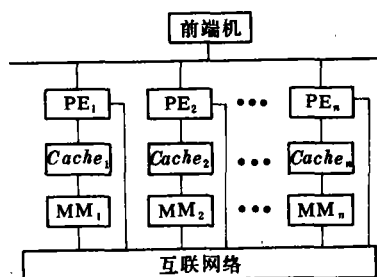 前端机
PE₁ PE₂ ••• PEₙ
Cache₁ Cache₂ ••• Cacheₙ
MM₁ MM₂ ••• MMₙ
互联网络